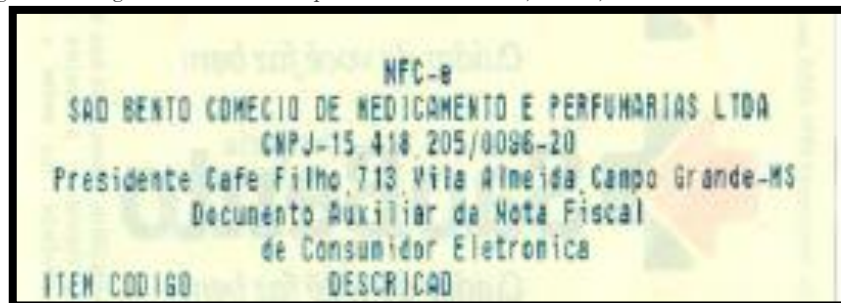 NFC-e
SAO BENTO COMECIO DE MEDICAMENTO E PERFUMARIAS LTDA
CNPJ-15.418.205/0096-20
Presidente Cafe Filho,713 Vila Almeida Campo Grande-MS
Documento Auxiliar da Nota Fiscal
de Consumidor Eletronica
ITEM CODIGO DESCRICAO